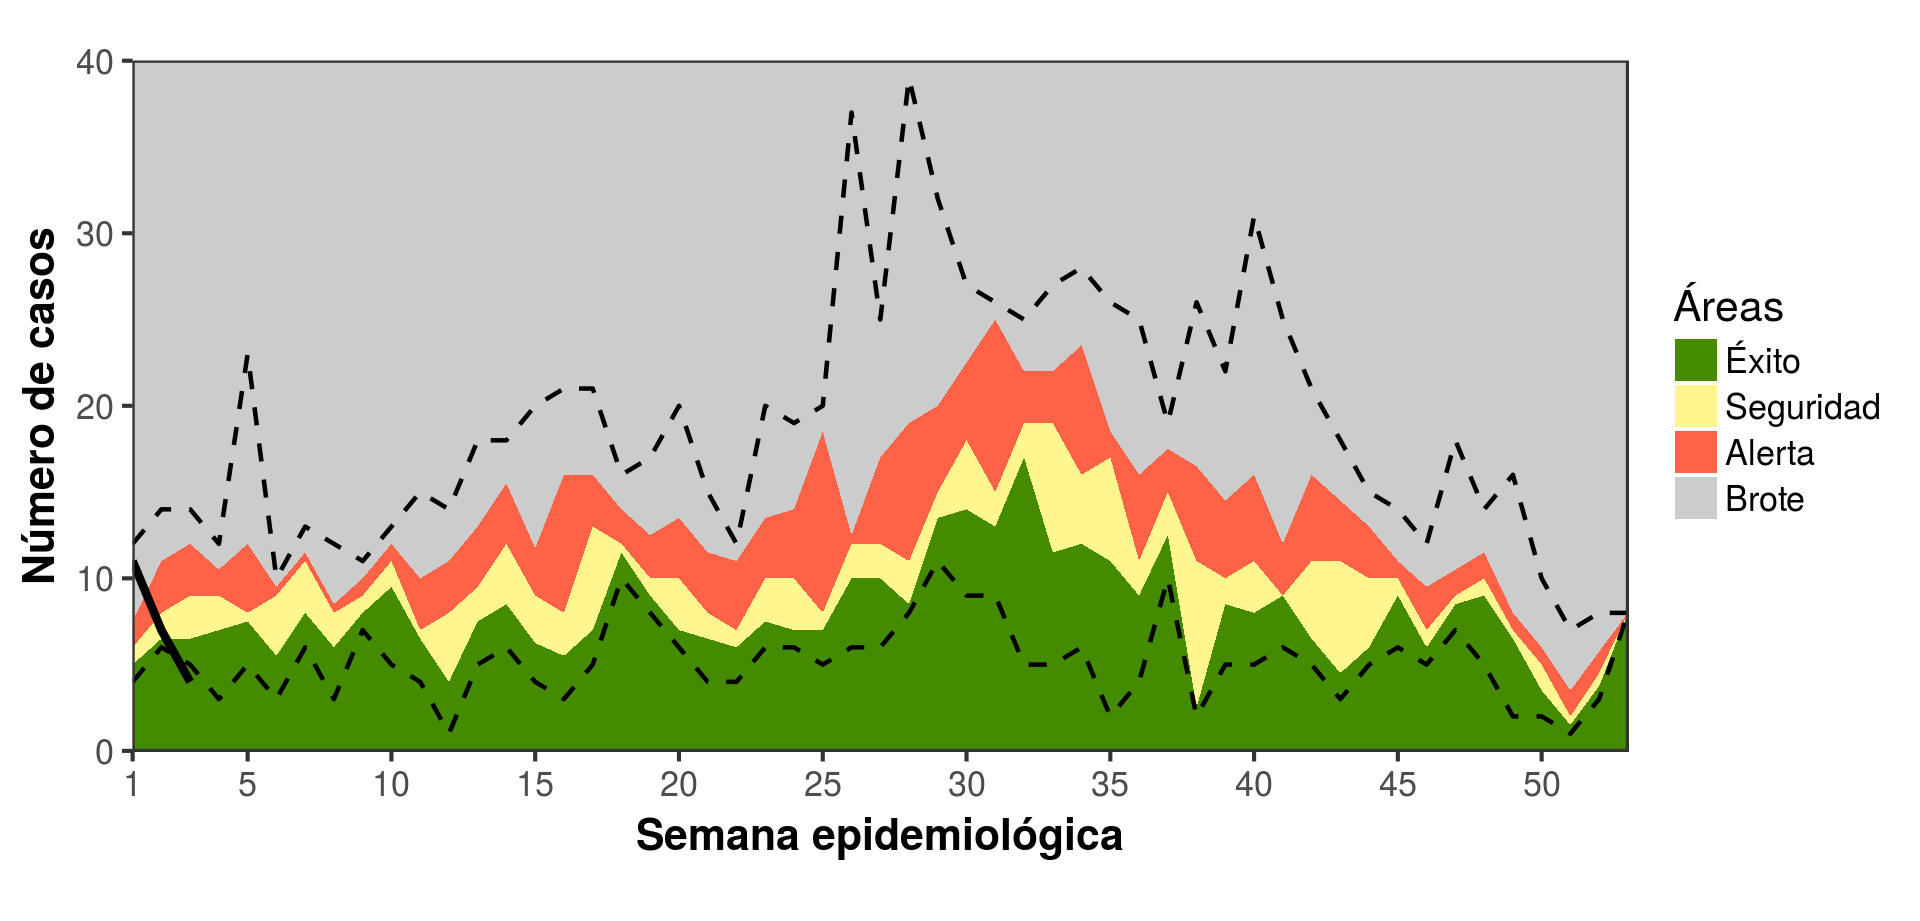 Número de casos
40
30
20
10
0
1 5 10 15 20 25 30 35 40 45 50
Semana epidemiológica
Áreas
Éxito
Seguridad
Alerta
Brote